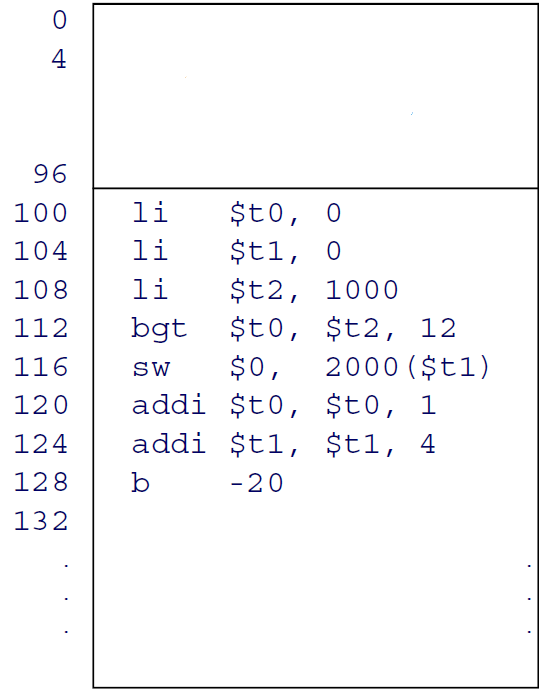 0
4
96
100 li $t0, 0
104 li $t1, 0
108 li $t2, 1000
112 bgt $t0, $t2, 12
116 sw $0, 2000($t1)
120 addi $t0, $t0, 1
124 addi $t1, $t1, 4
128 b -20
132
. .
. .
. .